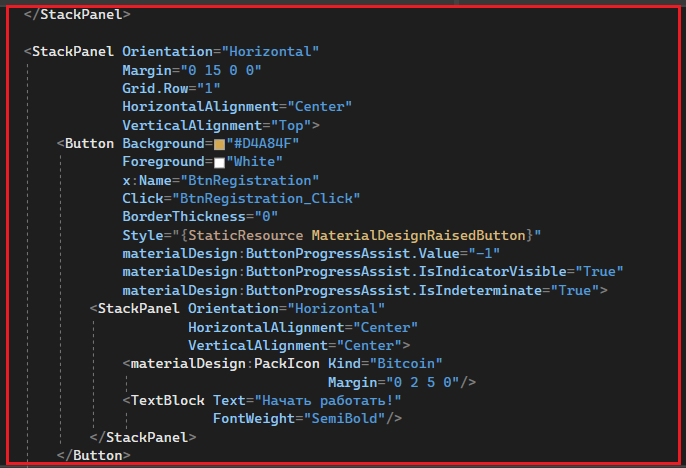 </StackPanel>
<StackPanel Orientation="Horizontal"
Margin="0 15 0 0"
Grid.Row="1"
HorizontalAlignment="Center"
VerticalAlignment="Top">
<Button Background="#D4A84F"
Foreground="White"
x:Name="BtnRegistration"
Click="BtnRegistration_Click"
BorderThickness="0"
Style="{StaticResource MaterialDesignRaisedButton}"
materialDesign:ButtonProgressAssist.Value="-1"
materialDesign:ButtonProgressAssist.IsIndicatorVisible="True"
materialDesign:ButtonProgressAssist.IsIndeterminate="True">
<StackPanel Orientation="Horizontal"
HorizontalAlignment="Center"
VerticalAlignment="Center">
<materialDesign:PackIcon Kind="Bitcoin"
Margin="0 2 5 0"/>
<TextBlock Text="Начать работать!"
FontWeight="SemiBold"/>
</StackPanel>
</Button>